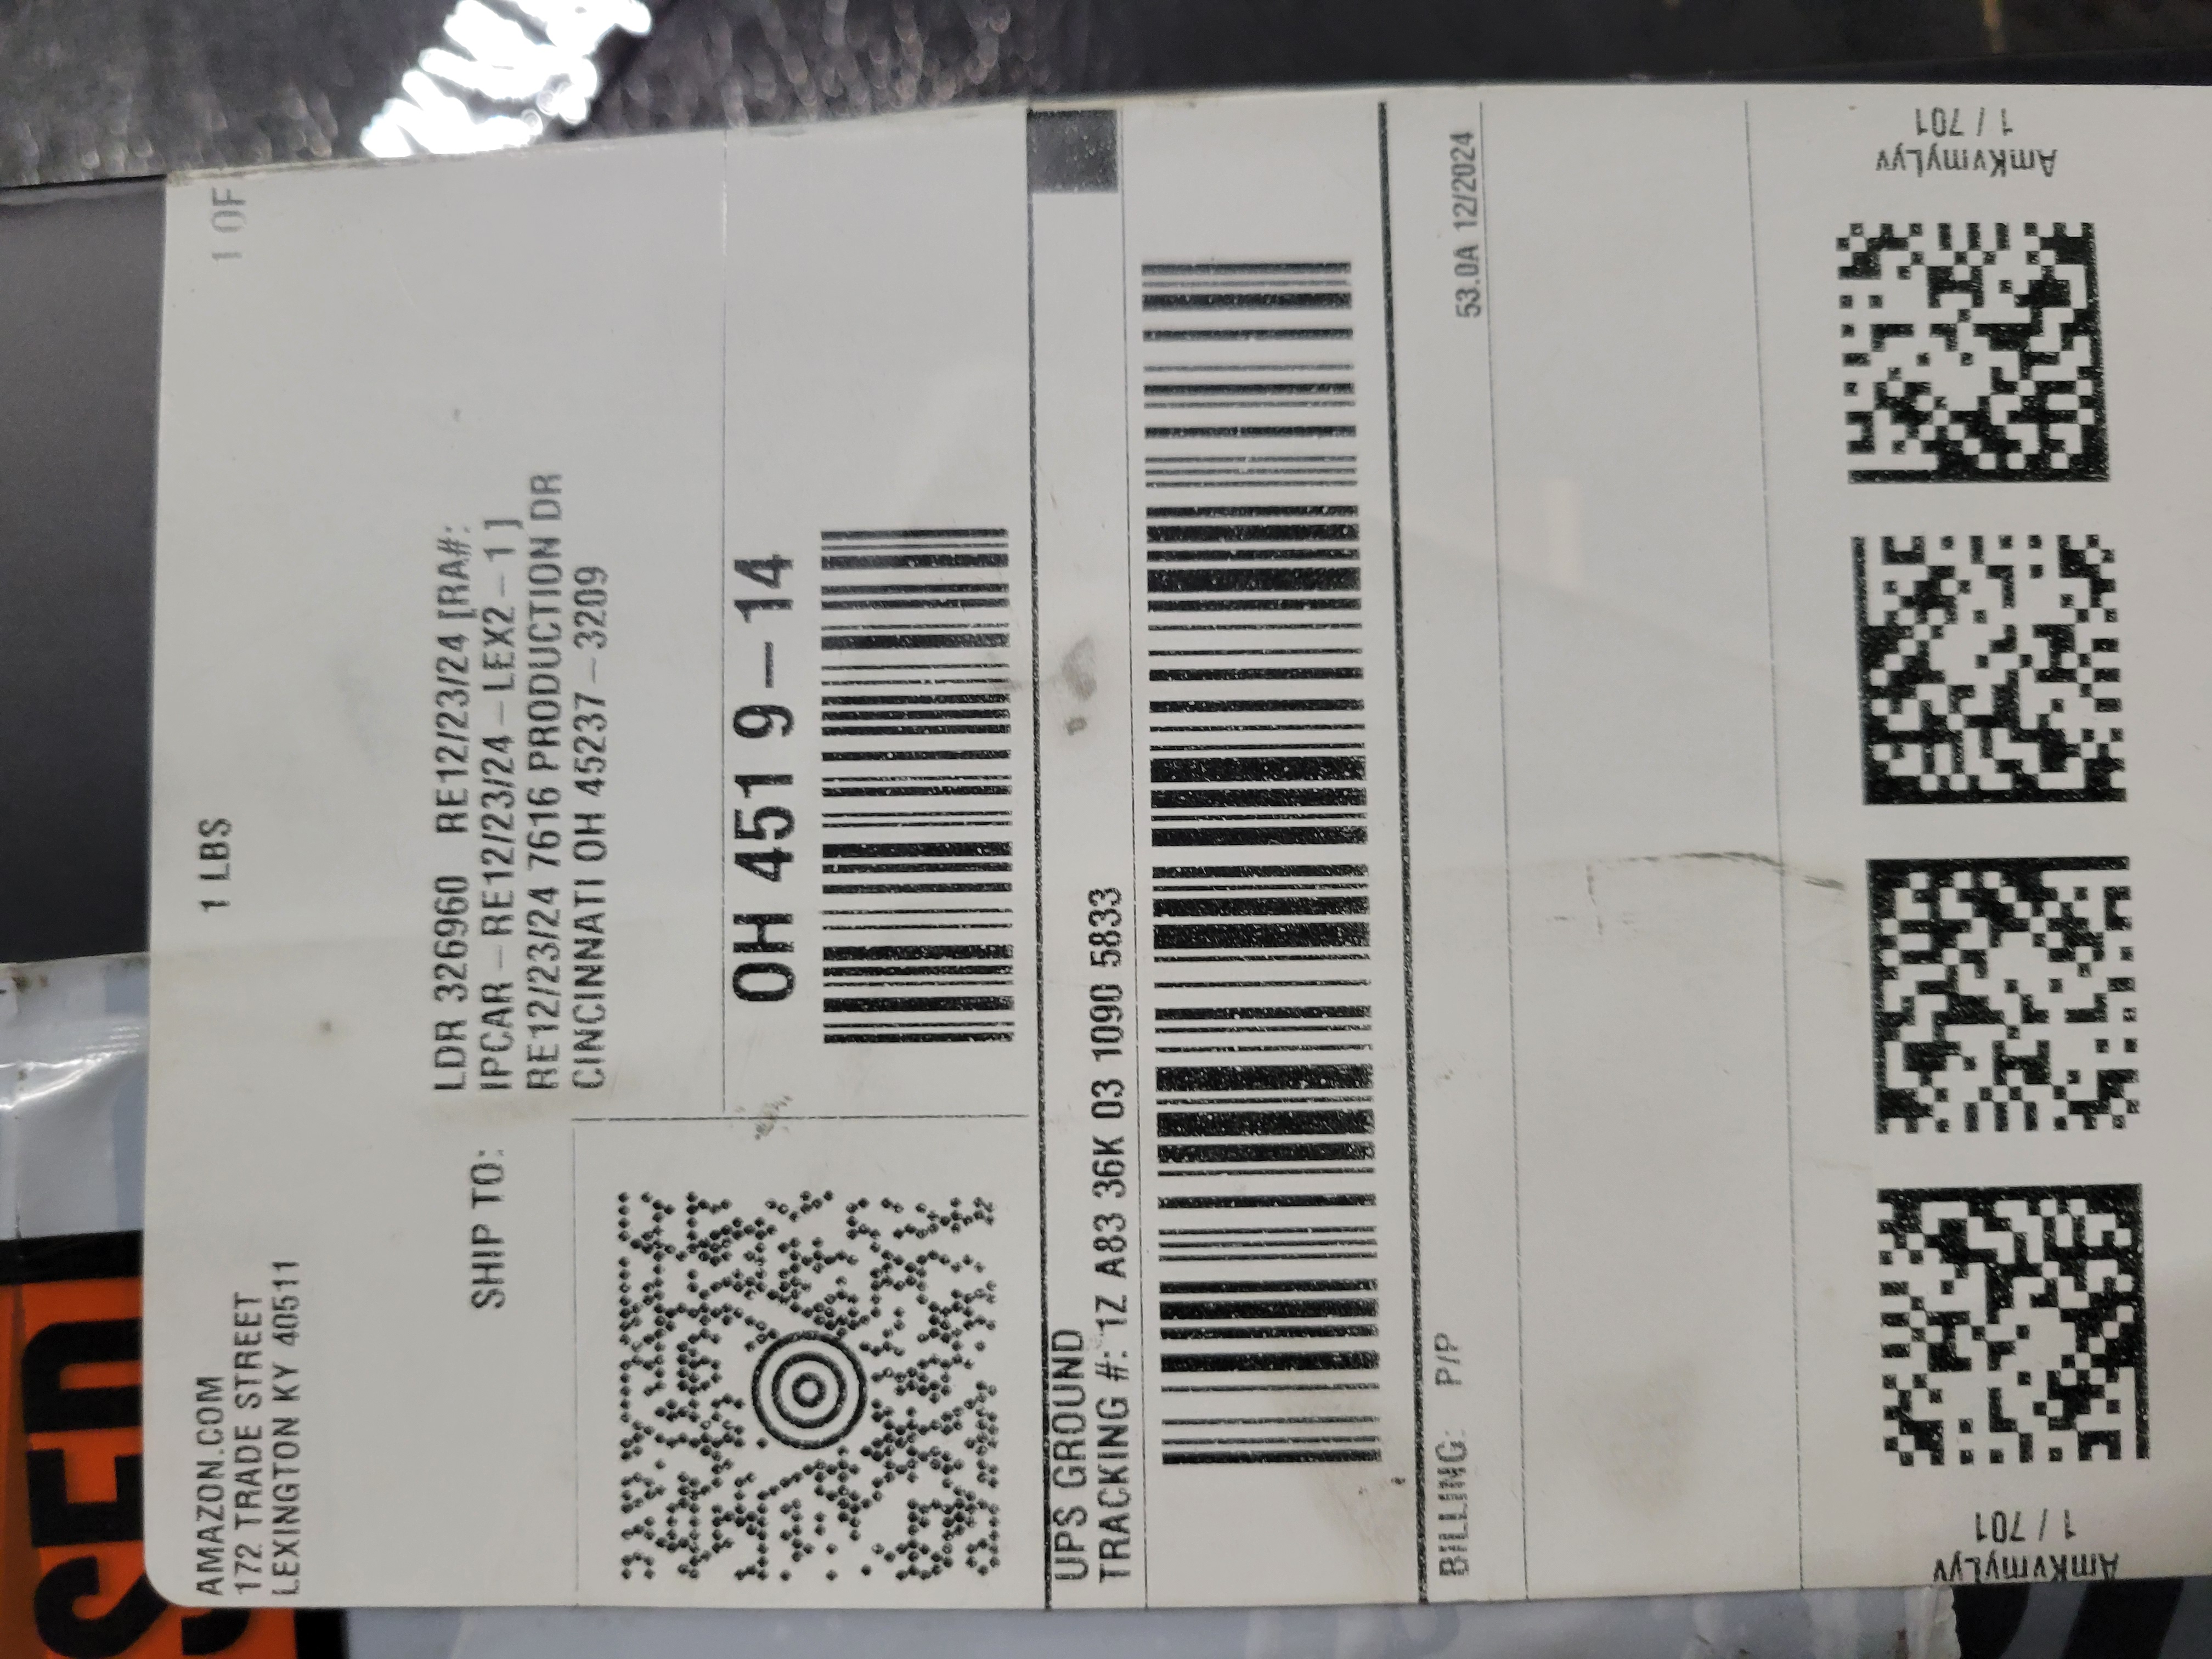 AMAZON.COM
172 TRADE STREET
LEXINGTON KY 40511
1 LBS
1 OF
SHIP TO:
LDR 326960 RE12/23/24 [RA#:
IPCAR-RE12/23/24-LEX2-1]
RE12/23/24 7616 PRODUCTION DR
CINCINNATI OH 45237-3209
OH 451 9-14
UPS GROUND
TRACKING #: 1Z A83 36K 03 1090 5833
BILLING: P/P
53.0A 12/2024
AmKvmyLyv
1 / 701
AmKvmyLyv
1 / 701